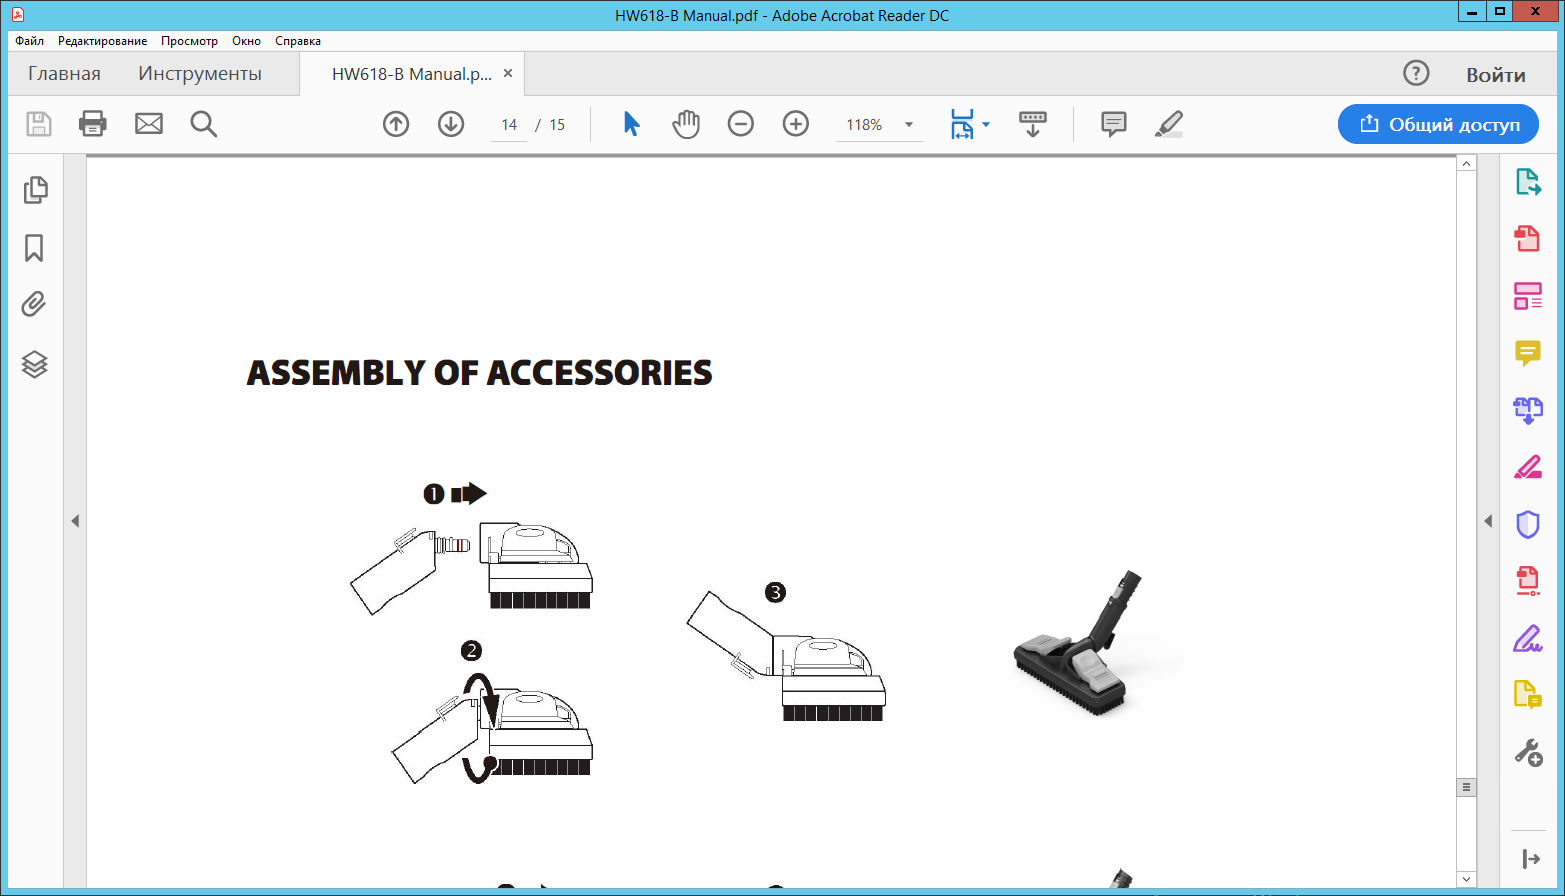 HW618-B Manual.pdf - Adobe Acrobat Reader DC
Файл Редактирование Просмотр Окно Справка
Главная Инструменты HW618-B Manual.p... × Войти
14 / 15 118% Общий доступ
ASSEMBLY OF ACCESSORIES
1
3
2